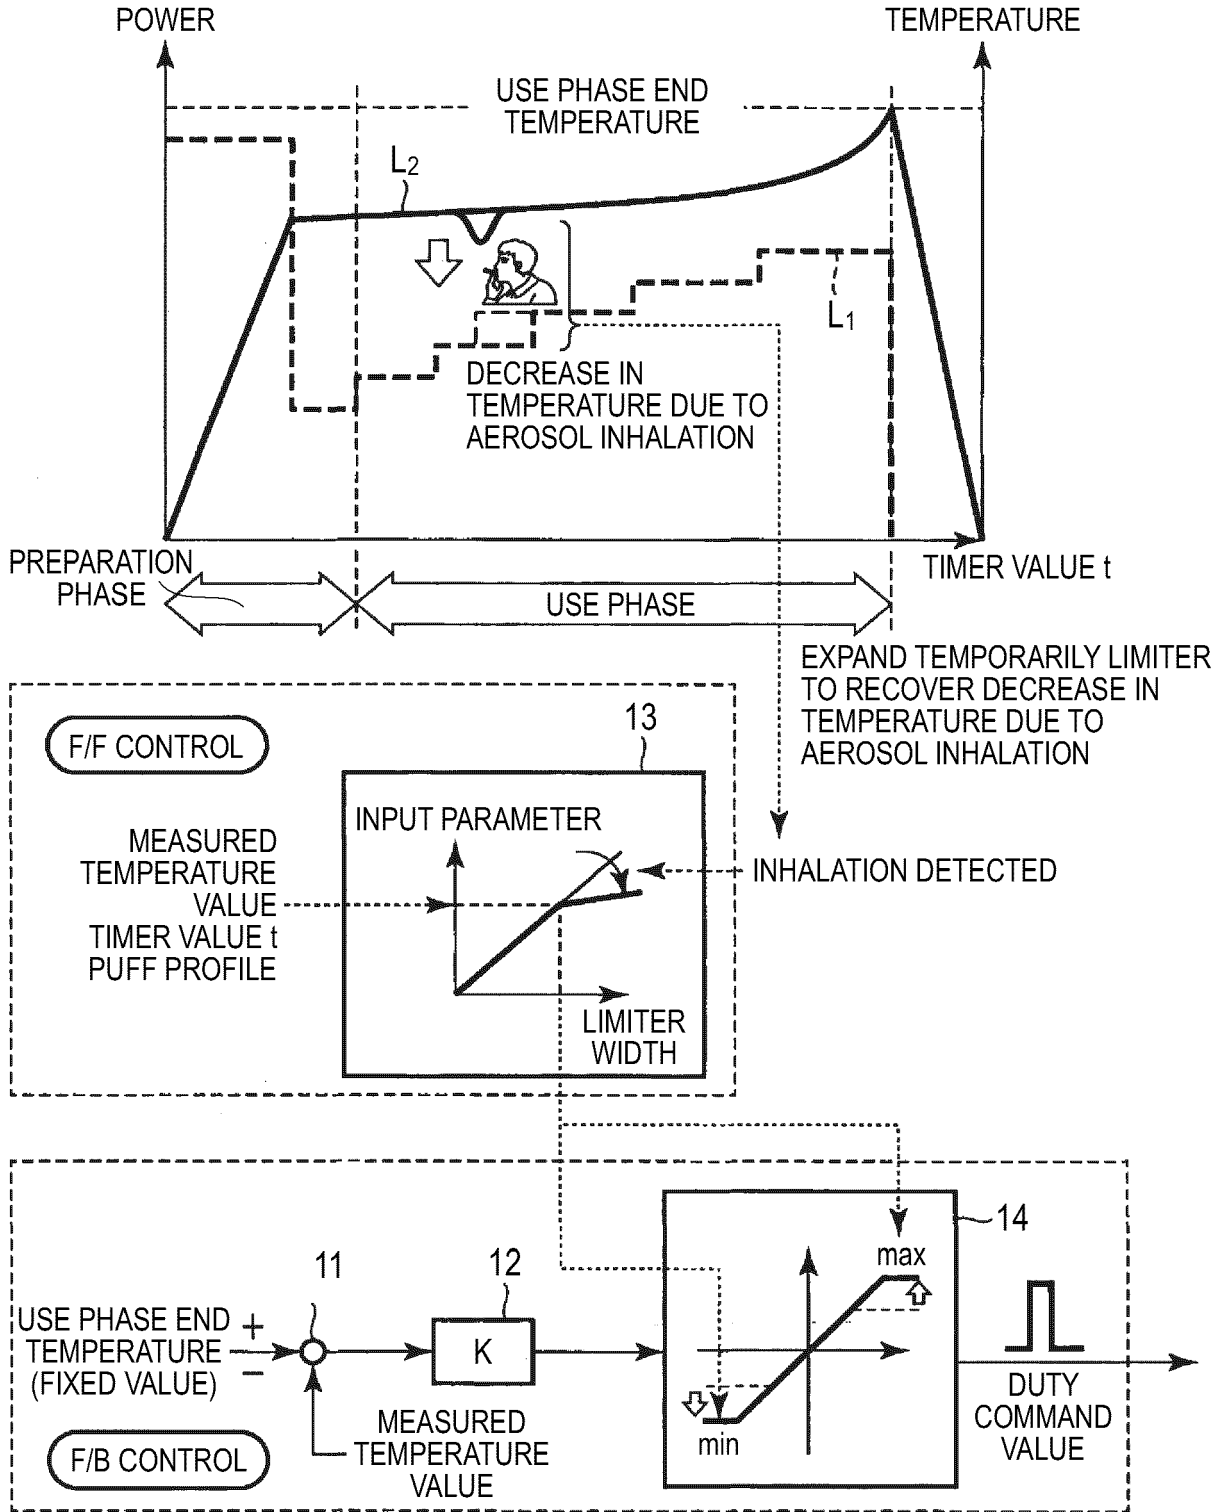 POWER
TEMPERATURE
USE PHASE END
TEMPERATURE
L2
L1
DECREASE IN
TEMPERATURE DUE TO
AEROSOL INHALATION
TIMER VALUE t
PREPARATION
PHASE
USE PHASE
EXPAND TEMPORARILY LIMITER
TO RECOVER DECREASE IN
TEMPERATURE DUE TO
AEROSOL INHALATION
F/F CONTROL
13
INPUT PARAMETER
MEASURED
TEMPERATURE
VALUE
TIMER VALUE t
PUFF PROFILE
INHALATION DETECTED
LIMITER
WIDTH
14
max
min
11
12
USE PHASE END
TEMPERATURE
(FIXED VALUE)
+
−
K
MEASURED
TEMPERATURE
VALUE
F/B CONTROL
DUTY
COMMAND
VALUE